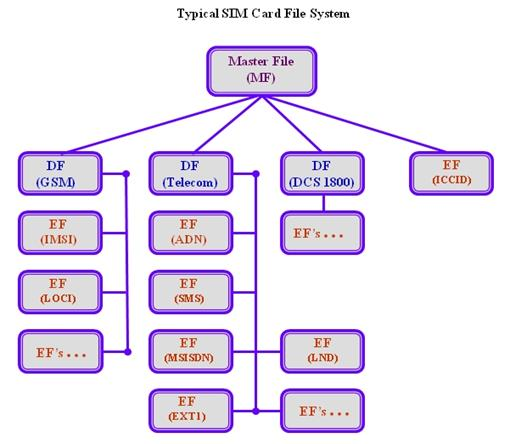 Typical SIM Card File System
Master File
(MF)
DF
(GSM)
DF
(Telecom)
DF
(DCS 1800)
EF
(ICCID)
EF
(IMSI)
EF
(ADN)
EF's . . .
EF
(LOCI)
EF
(SMS)
EF's . . .
EF
(MSISDN)
EF
(LND)
EF
(EXT1)
EF's . . .